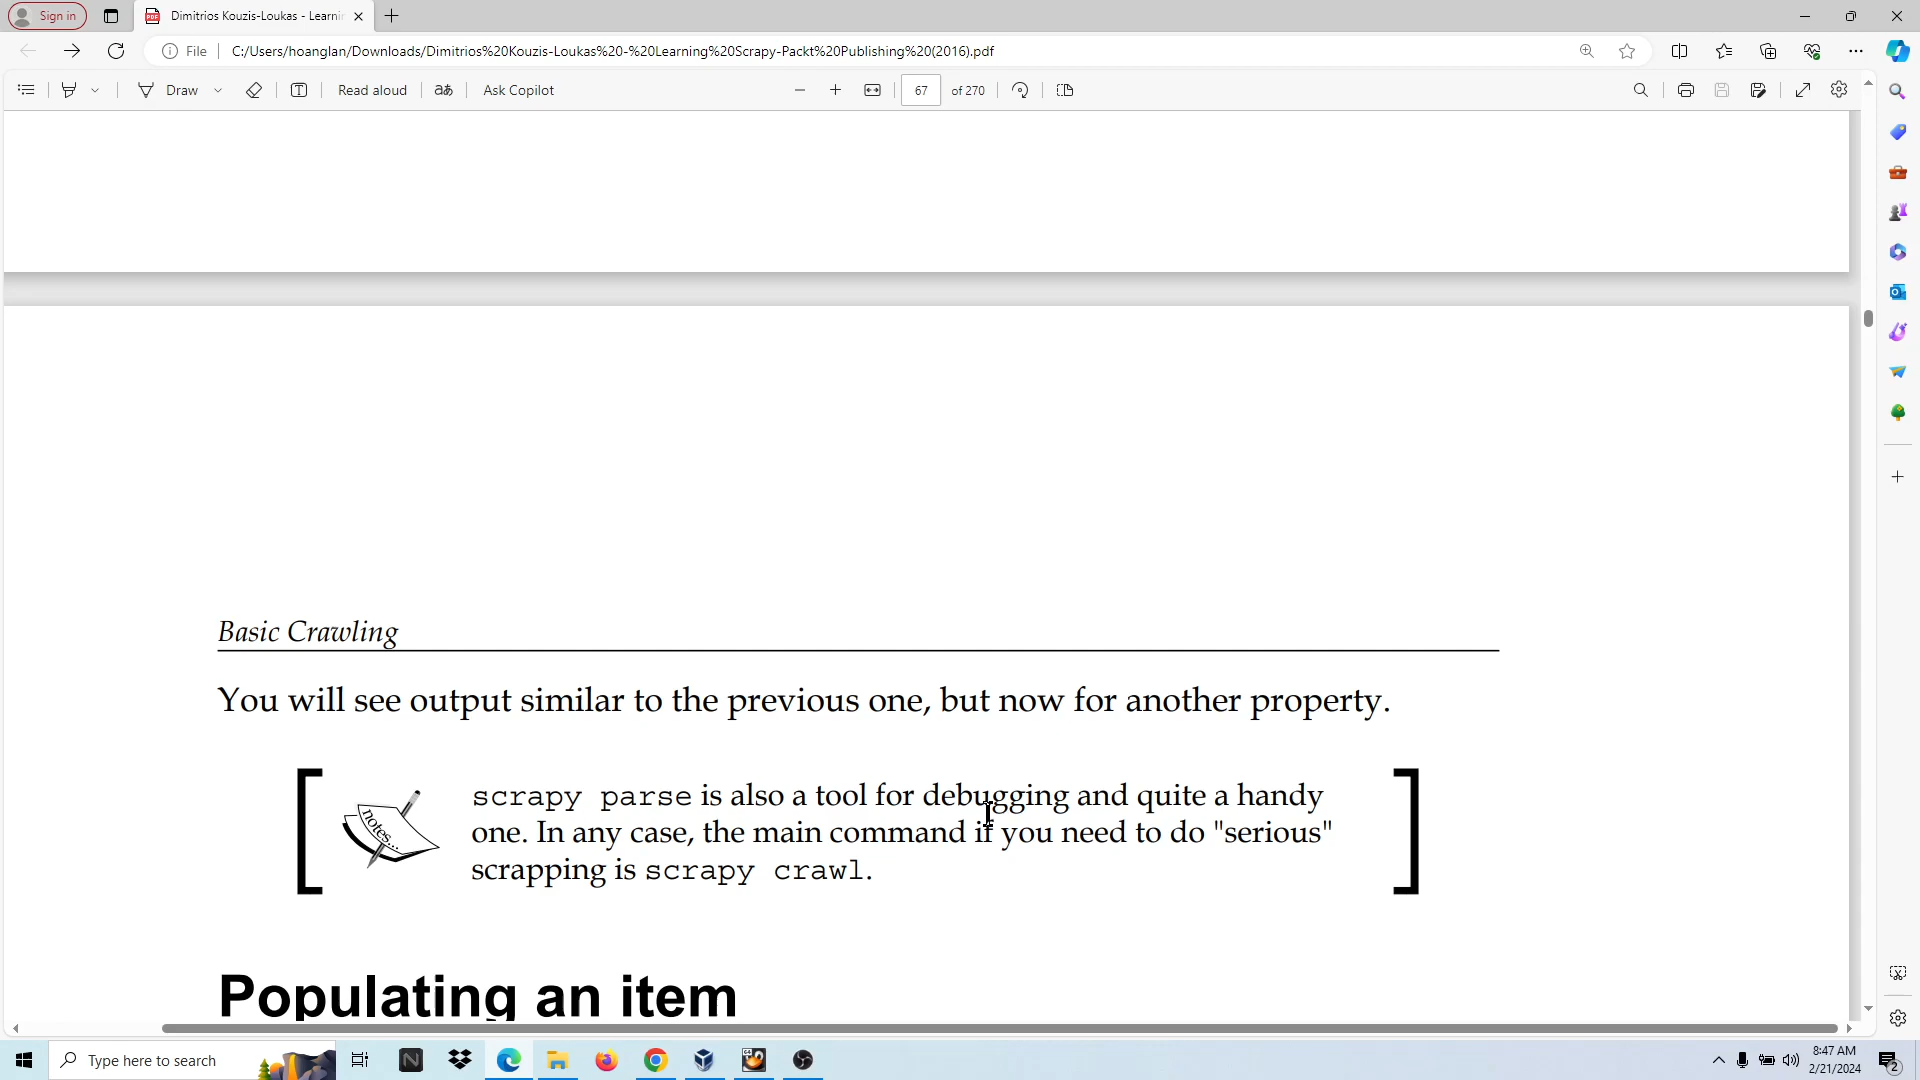 Sign in
Dimitrios Kouzis-Loukas - Learnin
File
C:/Users/hoanglan/Downloads/Dimitrios%20Kouzis-Loukas%20-%20Learning%20Scrapy-Packt%20Publishing%20(2016).pdf
Draw
Read aloud
Ask Copilot
67
of 270
Basic Crawling
You will see output similar to the previous one, but now for another property.
notes...
scrapy parse is also a tool for debugging and quite a handy
one. In any case, the main command if you need to do "serious"
scrapping is scrapy crawl.
Populating an item
Type here to search
8:47 AM
2/21/2024
2